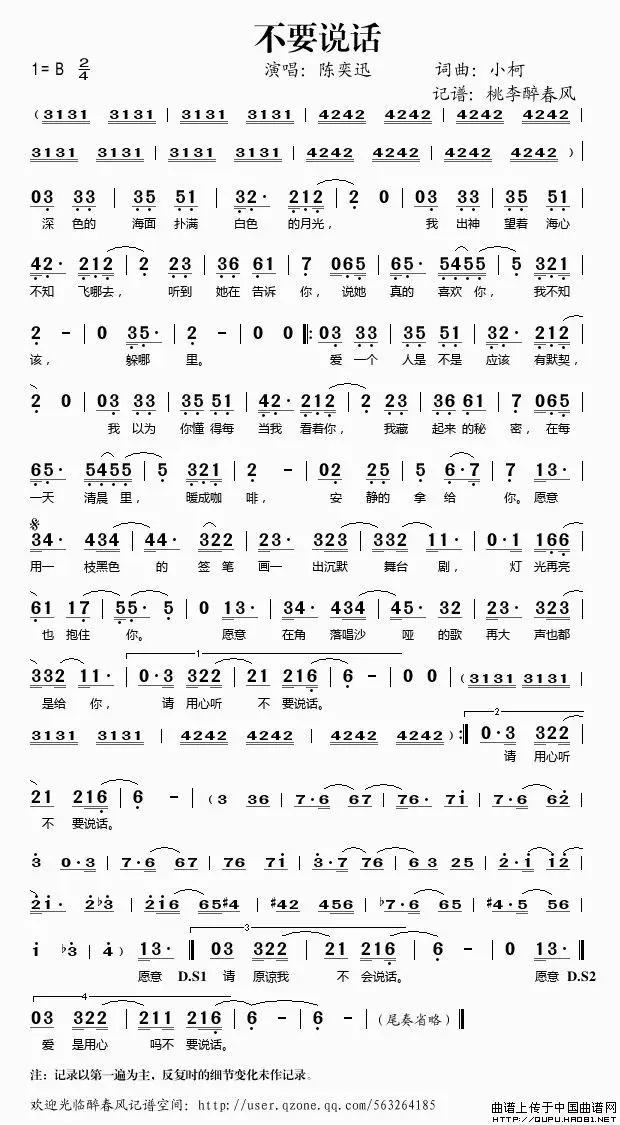 不要说话
1= B 2/4 演唱：陈奕迅 词曲：小柯
记谱：桃李醉春风
（3131 3131 | 3131 3131 | 4242 4242 | 4242 4242 |
3131 3131 | 3131 3131 | 4242 4242 | 4242 4242 ）|
03 33 | 35 51 | 32· 212 | 2 0 | 03 33 | 35 51 |
深 色的 海面 扑满 白色 的月光， 我 出神 望着 海心
42· 212 | 2 23 | 36 61 | 7 065 | 65· 5455 | 5 321 |
不知 飞哪去， 听到 她在 告诉 你，说她 真的 喜欢 你， 我不知
2 - | 0 35· | 2 - | 0 0 |: 03 33 | 35 51 | 32· 212 |
该， 躲哪 里。 爱 一个 人是 不是 应该 有默契，
2 0 | 03 33 | 35 51 | 42· 212 | 2 23 | 36 61 | 7 065 |
我 以为 你懂 得每 当我 看着你， 我藏 起来 的秘 密，在每
65· 5455 | 5 321 | 2 - | 02 25 | 5 6·7 | 7 13· |
一天 清晨 里， 暖成咖 啡， 安 静的 拿 给 你。愿意
34· 434 | 44· 322 | 23· 323 | 332 11· | 0·1 166 |
用一 枝黑色 的 签 笔 画一 出沉默 舞台 剧， 灯 光再亮
61 17 | 55· 5 | 0 13· | 34· 434 | 45· 32 | 23· 323 |
也 抱住 你。 愿意 在角 落唱沙 哑 的歌 再大 声也都
1
332 11· | 0·3 322 | 21 216 | 6 - | 0 0 | （3131 3131 |
是给 你， 请 用心听 不 要说话。
2
3131 3131 | 4242 4242 | 4242 4242 ）:| 0·3 322 |
请 用心听
21 216 | 6 - | （3 36 | 7·6 67 | 76· 7i | 7·6 62 |
不 要说话。
3 0·3 | 7·6 67 | 76 7i | 3·7 76 | 6 3 25 | 2·i i2 |
2i· 2♭3 | 2i6 65♯4 | ♯42 456 | ♭7·6 65 | ♯4·5 56 |
3
i ♭3 | 4 ）13· || 03 322 | 21 216 | 6 - | 0 13· ||
愿意 D.S1 请 原谅我 不 会说话。 愿意 D.S2
4
03 322 | 211 216 | 6 - | 6 - | （尾奏省略）||
爱 是用心 吗不 要说话。
注：记录以第一遍为主，反复时的细节变化未作记录。
欢迎光临醉春风记谱空间：http://user.qzone.qq.com/563264185
曲谱上传于中国曲谱网
HTTP://QUPU.HAO81.NET